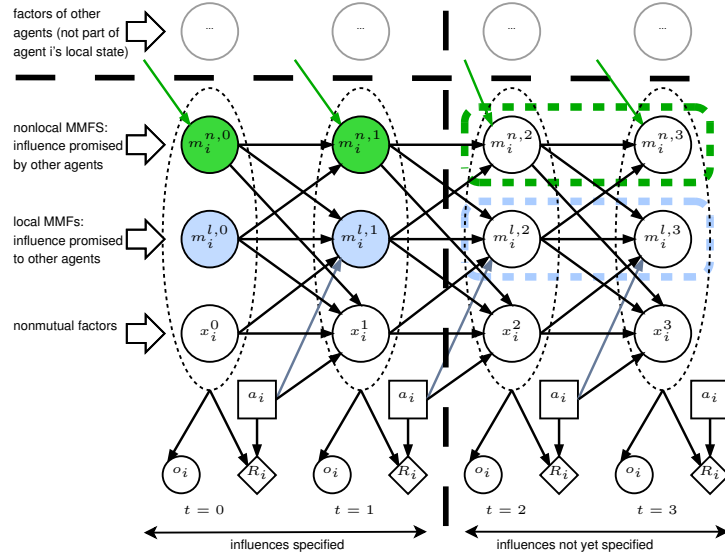 factors of other
agents (not part of
agent i's local state)
... ... ... ...
nonlocal MMFS:
influence promised
by other agents
m_i^{n,0} m_i^{n,1} m_i^{n,2} m_i^{n,3}
local MMFs:
influence promised
to other agents
m_i^{l,0} m_i^{l,1} m_i^{l,2} m_i^{l,3}
nonmutual factors
x_i^0 x_i^1 x_i^2 x_i^3
a_i a_i a_i a_i
o_i R_i o_i R_i o_i R_i o_i R_i
t = 0 t = 1 t = 2 t = 3
influences specified influences not yet specified